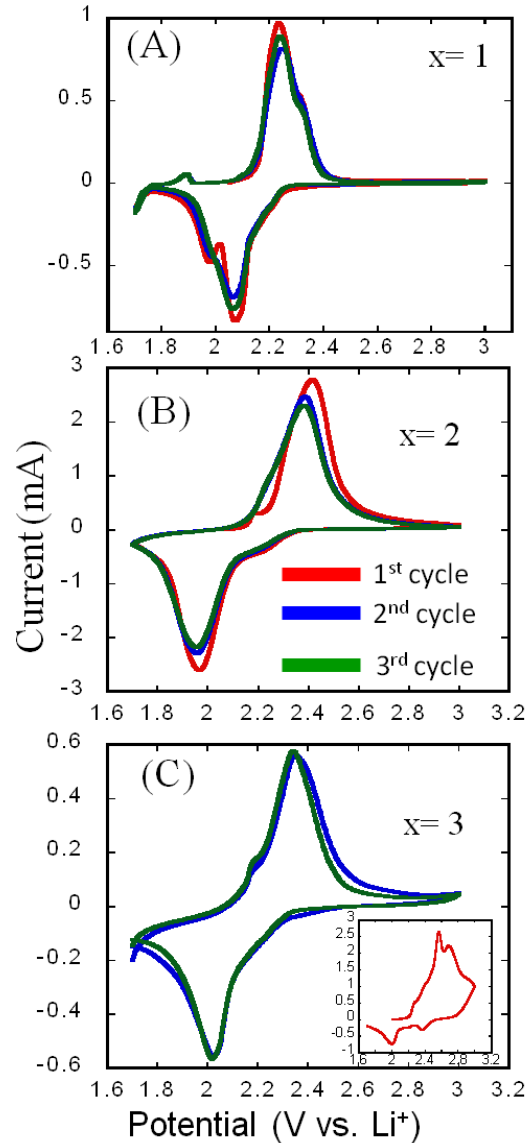 (A)
x= 1
1
0.5
0
-0.5
1.6 1.8 2 2.2 2.4 2.6 2.8 3
(B)
x= 2
3
2
1
0
-1
-2
-3
1st cycle
2nd cycle
3rd cycle
1.6 1.8 2 2.2 2.4 2.6 2.8 3 3.2
Current (mA)
(C)
x= 3
0.6
0.4
0.2
0
-0.2
-0.4
-0.6
3
2.5
2
1.5
1
0.5
0
-0.5
-1
1.6 2 2.4 2.8 3.2
1.6 1.8 2 2.2 2.4 2.6 2.8 3 3.2
Potential (V vs. Li+)